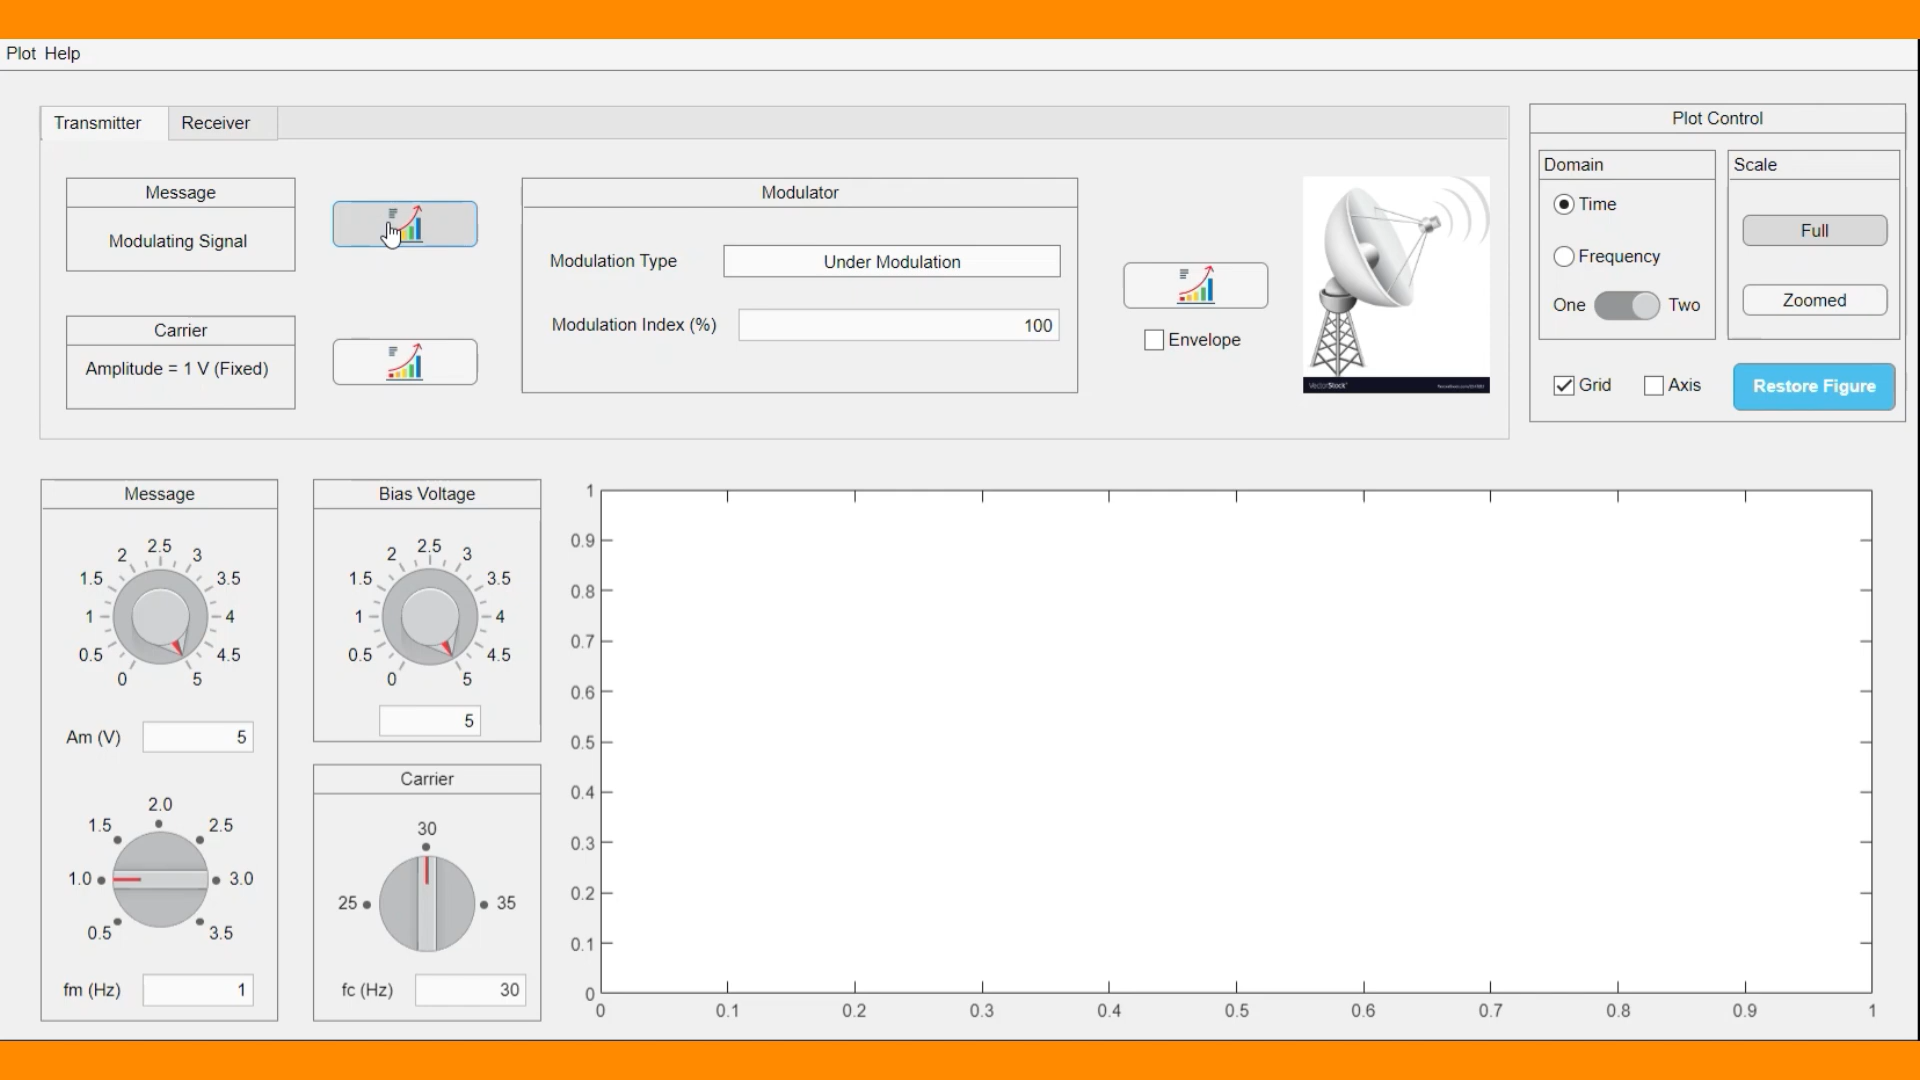 Plot Help
Transmitter Receiver
Message
Modulating Signal
Carrier
Amplitude = 1 V (Fixed)
Modulator
Modulation Type Under Modulation
Modulation Index (%) 100
Envelope
VectorStock®
Plot Control
Domain
Time
Frequency
One Two
Scale
Full
Zoomed
Grid Axis Restore Figure
Message
0 0.5 1 1.5 2 2.5 3 3.5 4 4.5 5
Am (V) 5
0.5 1.0 1.5 2.0 2.5 3.0 3.5
fm (Hz) 1
Bias Voltage
0 0.5 1 1.5 2 2.5 3 3.5 4 4.5 5
5
Carrier
25 30 35
fc (Hz) 30
1
0.9
0.8
0.7
0.6
0.5
0.4
0.3
0.2
0.1
0
0 0.1 0.2 0.3 0.4 0.5 0.6 0.7 0.8 0.9 1